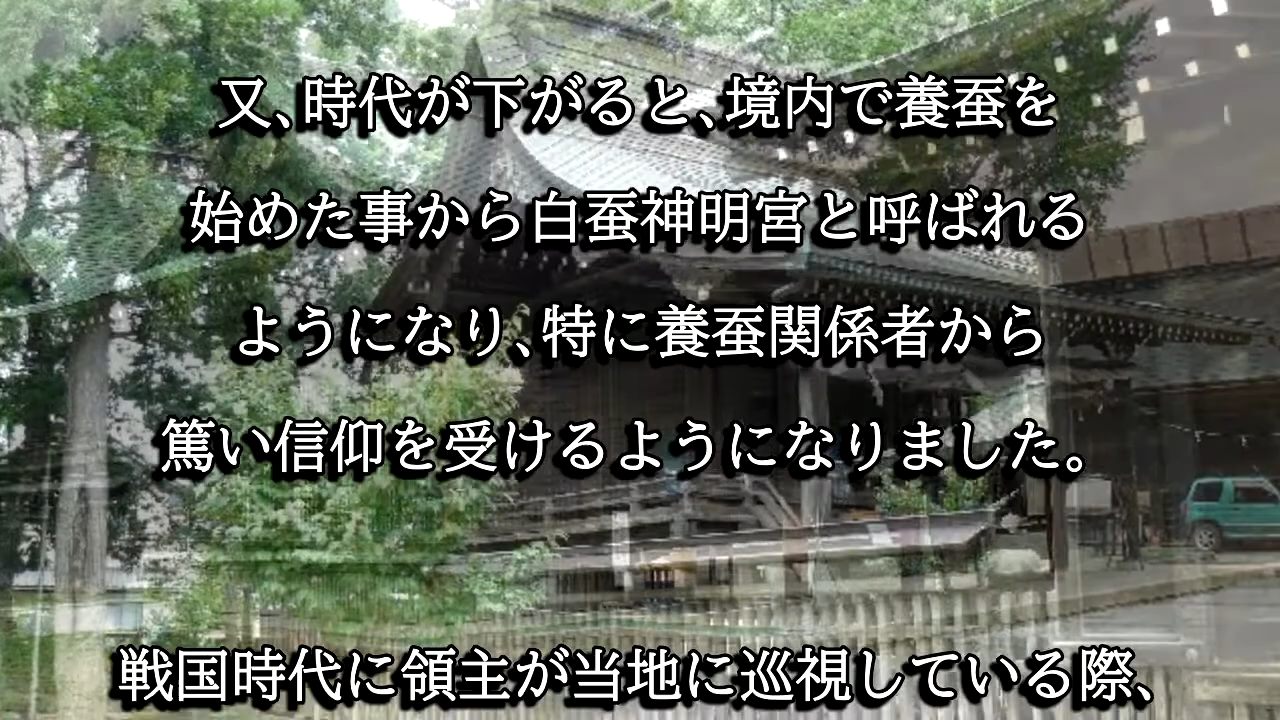 又、時代が下がると、境内で養蚕を
始めた事から白蚕神明宮と呼ばれる
ようになり、特に養蚕関係者から
篤い信仰を受けるようになりました。
戦国時代に領主が当地に巡視している際、